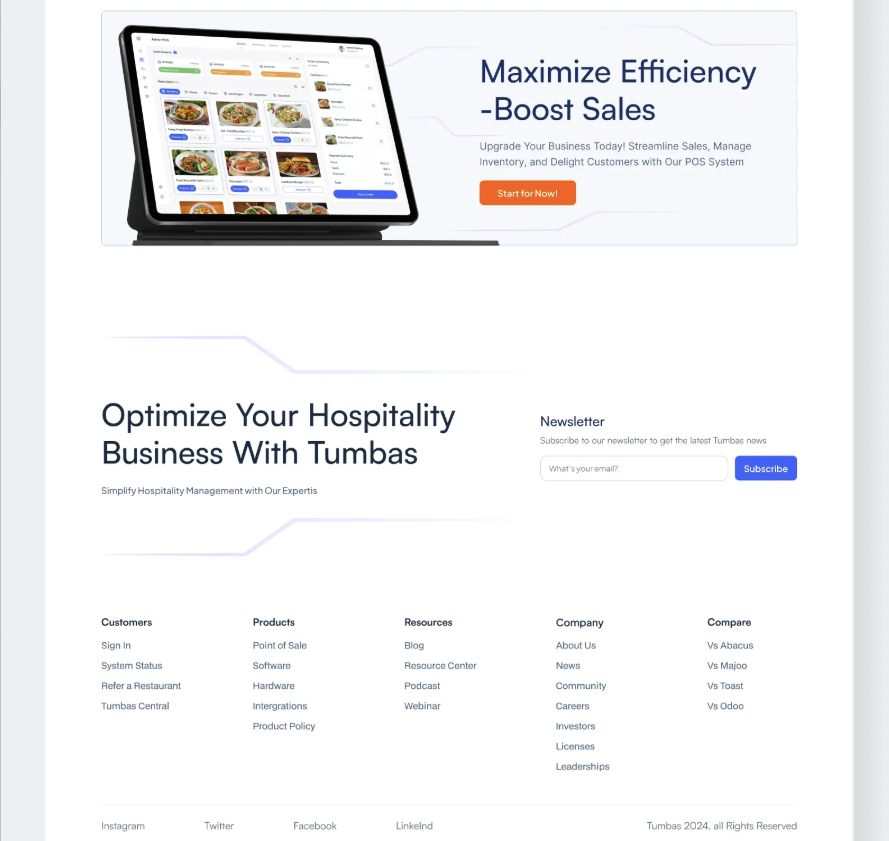 Maximize Efficiency
-Boost Sales
Upgrade Your Business Today! Streamline Sales, Manage
Inventory, and Delight Customers with Our POS System
Start for Now!
Optimize Your Hospitality
Business With Tumbas
Simplify Hospitality Management with Our Expertis
Newsletter
Subscribe to our newsletter to get the latest Tumbas news
What's your email?
Subscribe
Customers
Sign In
System Status
Refer a Restaurant
Tumbas Central
Products
Point of Sale
Software
Hardware
Intergrations
Product Policy
Resources
Blog
Resource Center
Podcast
Webinar
Company
About Us
News
Community
Careers
Investors
Licenses
Leaderships
Compare
Vs Abacus
Vs Majoo
Vs Toast
Vs Odoo
Instagram
Twitter
Facebook
LinkeInd
Tumbas 2024. all Rights Reserved